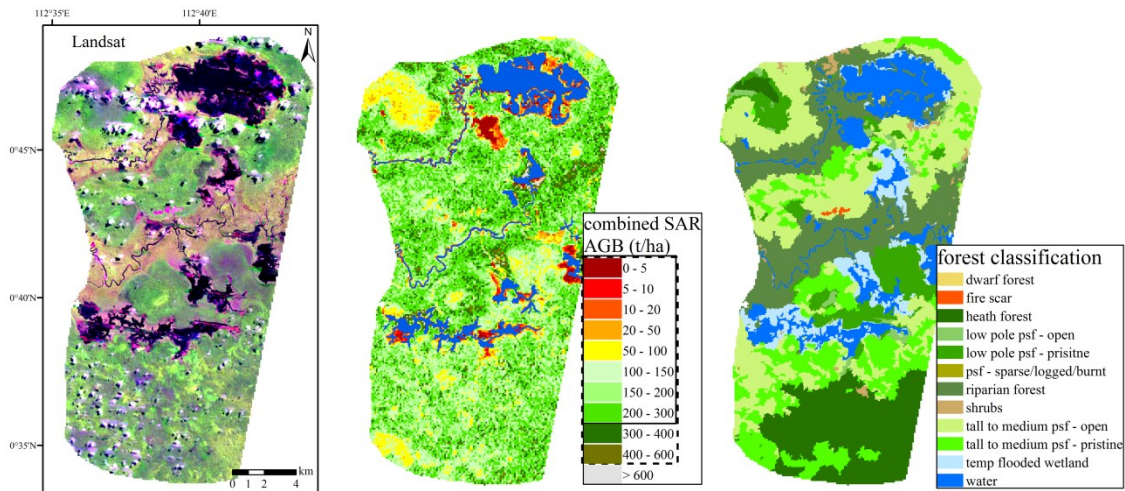 112°35'E
112°40'E
Landsat
N
0°45'N
0°40'N
0°35'N
km
0 1 2 4
combined SAR
AGB (t/ha)
0 - 5
5 - 10
10 - 20
20 - 50
50 - 100
100 - 150
150 - 200
200 - 300
300 - 400
400 - 600
> 600
forest classification
dwarf forest
fire scar
heath forest
low pole psf - open
low pole psf - prisitne
psf - sparse/logged/burnt
riparian forest
shrubs
tall to medium psf - open
tall to medium psf - pristine
temp flooded wetland
water